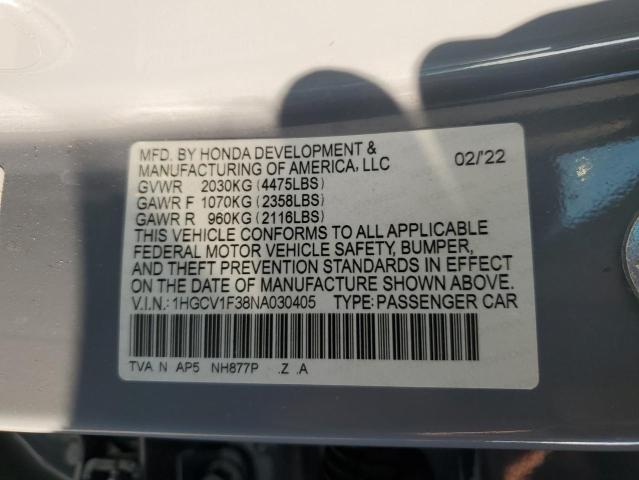 MFD. BY HONDA DEVELOPMENT &
MANUFACTURING OF AMERICA, LLC 02/'22
GVWR 2030KG (4475LBS)
GAWR F 1070KG (2358LBS)
GAWR R 960KG (2116LBS)
THIS VEHICLE CONFORMS TO ALL APPLICABLE
FEDERAL MOTOR VEHICLE SAFETY, BUMPER,
AND THEFT PREVENTION STANDARDS IN EFFECT
ON THE DATE OF MANUFACTURE SHOWN ABOVE.
V.I.N.: 1HGCV1F38NA030405 TYPE: PASSENGER CAR
TVA N AP5 NH877P .Z .A